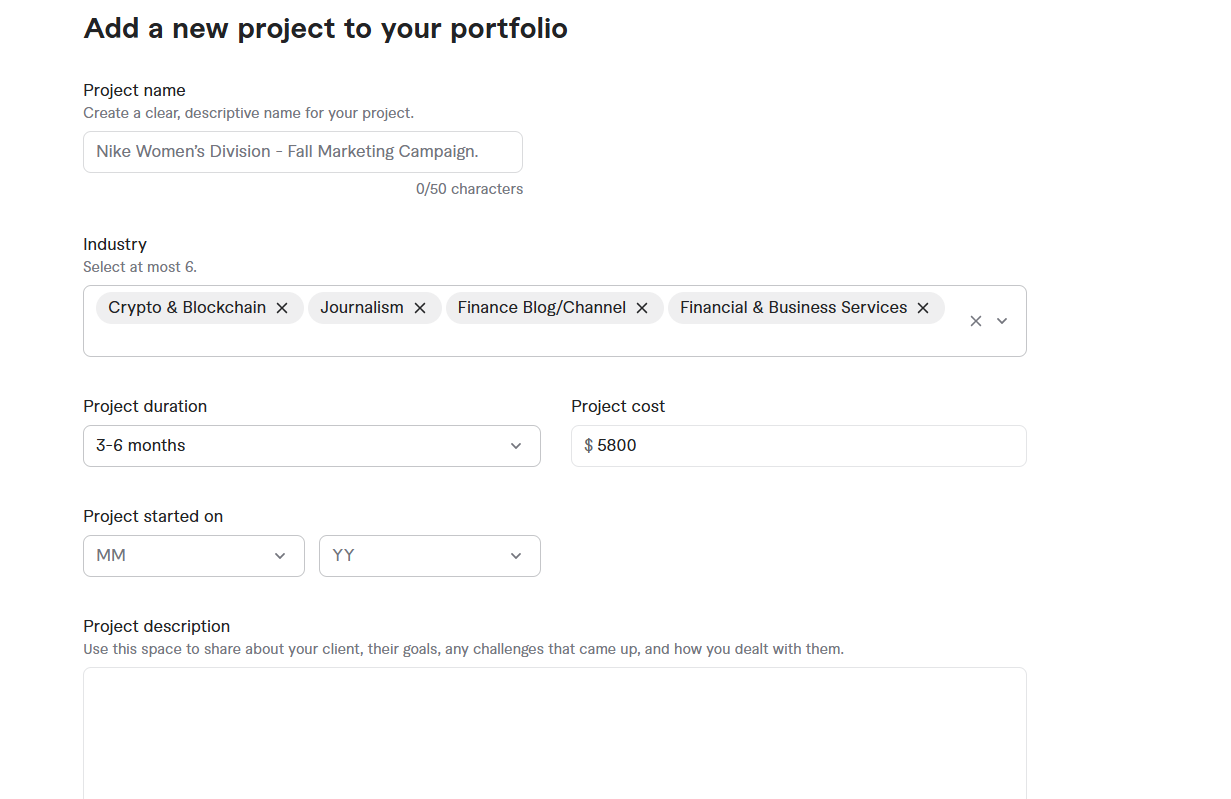 Add a new project to your portfolio
Project name
Create a clear, descriptive name for your project.
Nike Women's Division - Fall Marketing Campaign.
0/50 characters
Industry
Select at most 6.
Crypto & Blockchain Journalism Finance Blog/Channel Financial & Business Services
Project duration Project cost
3-6 months $ 5800
Project started on
MM YY
Project description
Use this space to share about your client, their goals, any challenges that came up, and how you dealt with them.